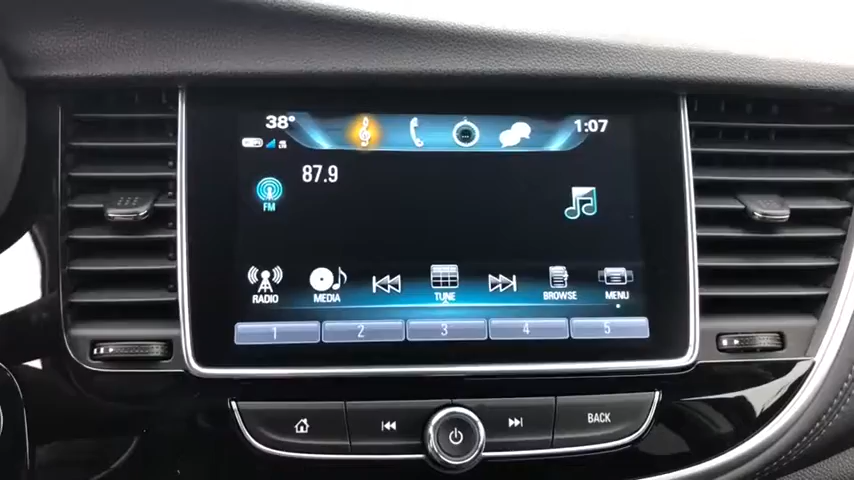 38° 1:07
87.9
FM
RADIO MEDIA TUNE BROWSE MENU
1 2 3 4 5
BACK